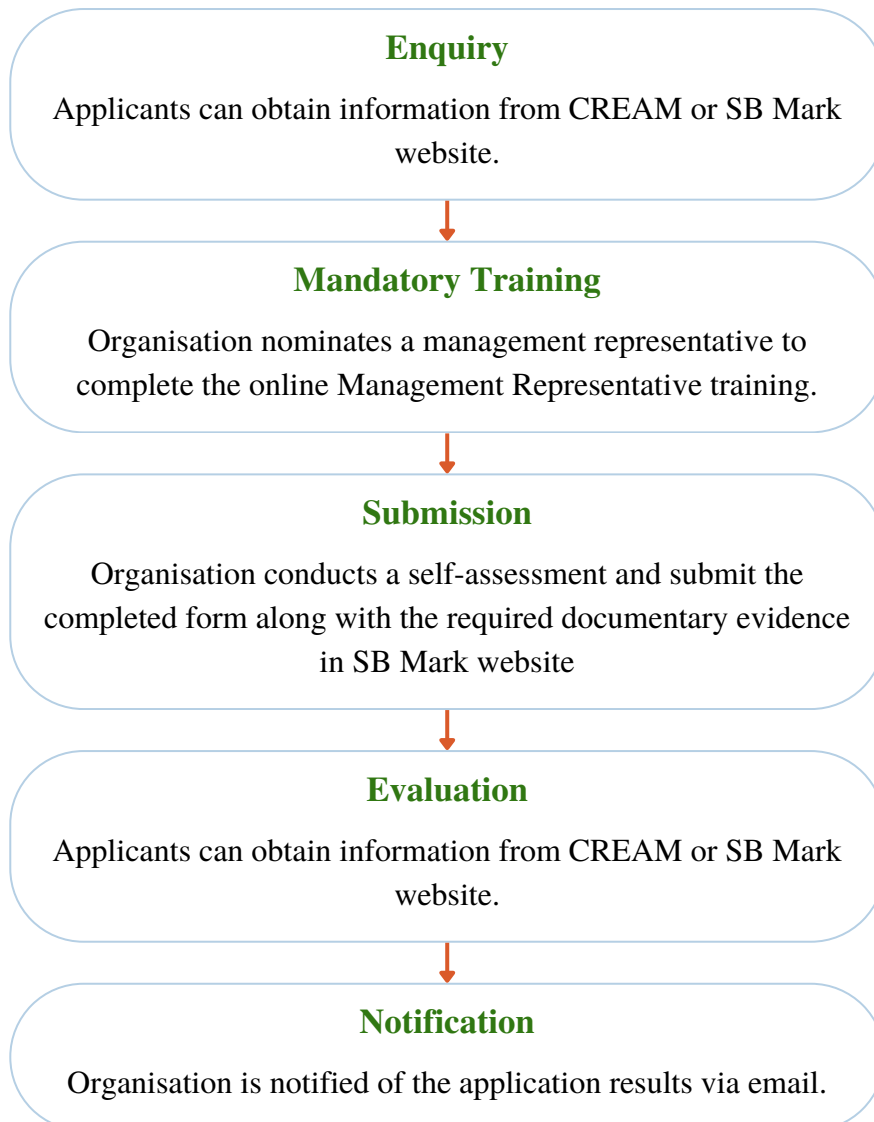 Enquiry
Applicants can obtain information from CREAM or SB Mark
website.
Mandatory Training
Organisation nominates a management representative to
complete the online Management Representative training.
Submission
Organisation conducts a self-assessment and submit the
completed form along with the required documentary evidence
in SB Mark website
Evaluation
Applicants can obtain information from CREAM or SB Mark
website.
Notification
Organisation is notified of the application results via email.